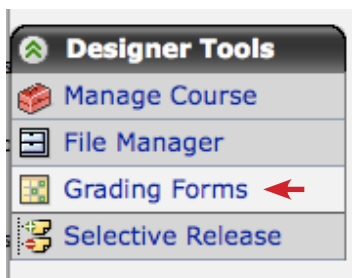 Designer Tools
Manage Course
File Manager
Grading Forms
Selective Release